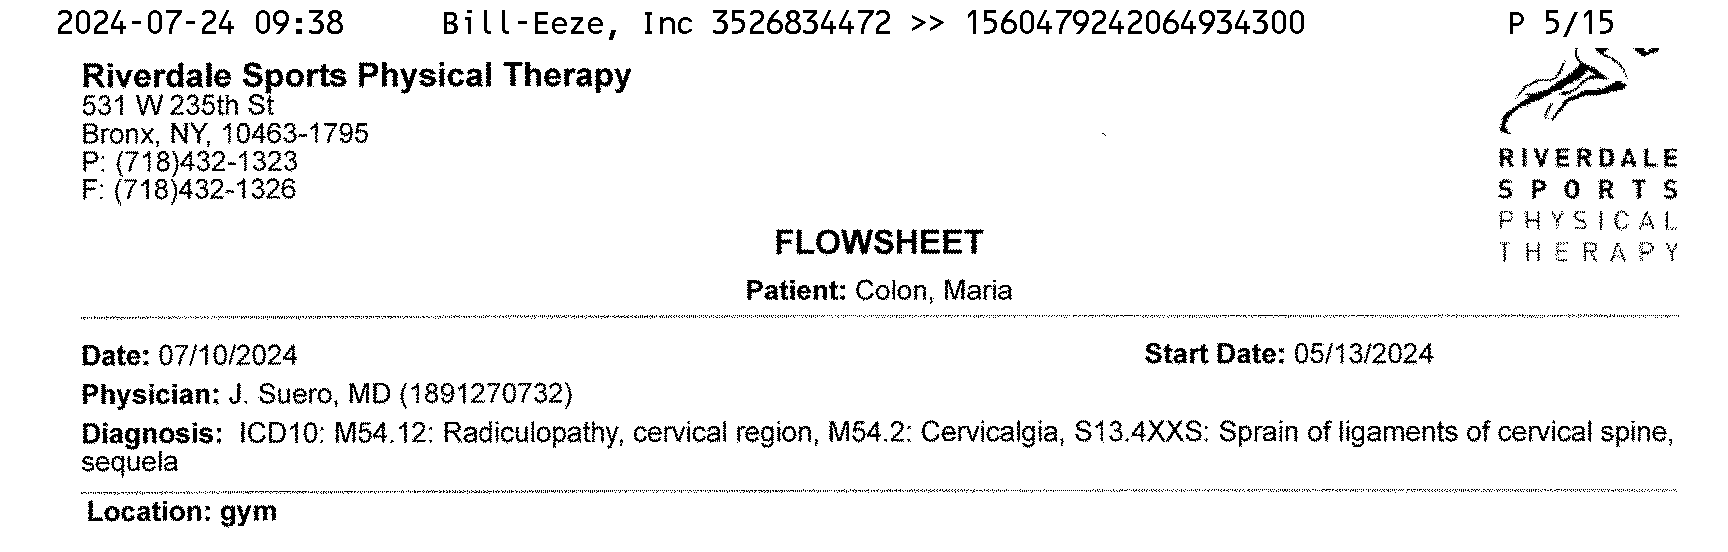 2024-07-24 09:38 Bill-Eeze, Inc 3526834472 >> 1560479242064934300 P 5/15
Riverdale Sports Physical Therapy
531 W 235th St
Bronx, NY, 10463-1795
P: (718)432-1323
F: (718)432-1326
RIVERDALE
SPORTS
PHYSICAL
THERAPY
FLOWSHEET
Patient: Colon, Maria
Date: 07/10/2024 Start Date: 05/13/2024
Physician: J. Suero, MD (1891270732)
Diagnosis: ICD10: M54.12: Radiculopathy, cervical region, M54.2: Cervicalgia, S13.4XXS: Sprain of ligaments of cervical spine,
sequela
Location: gym